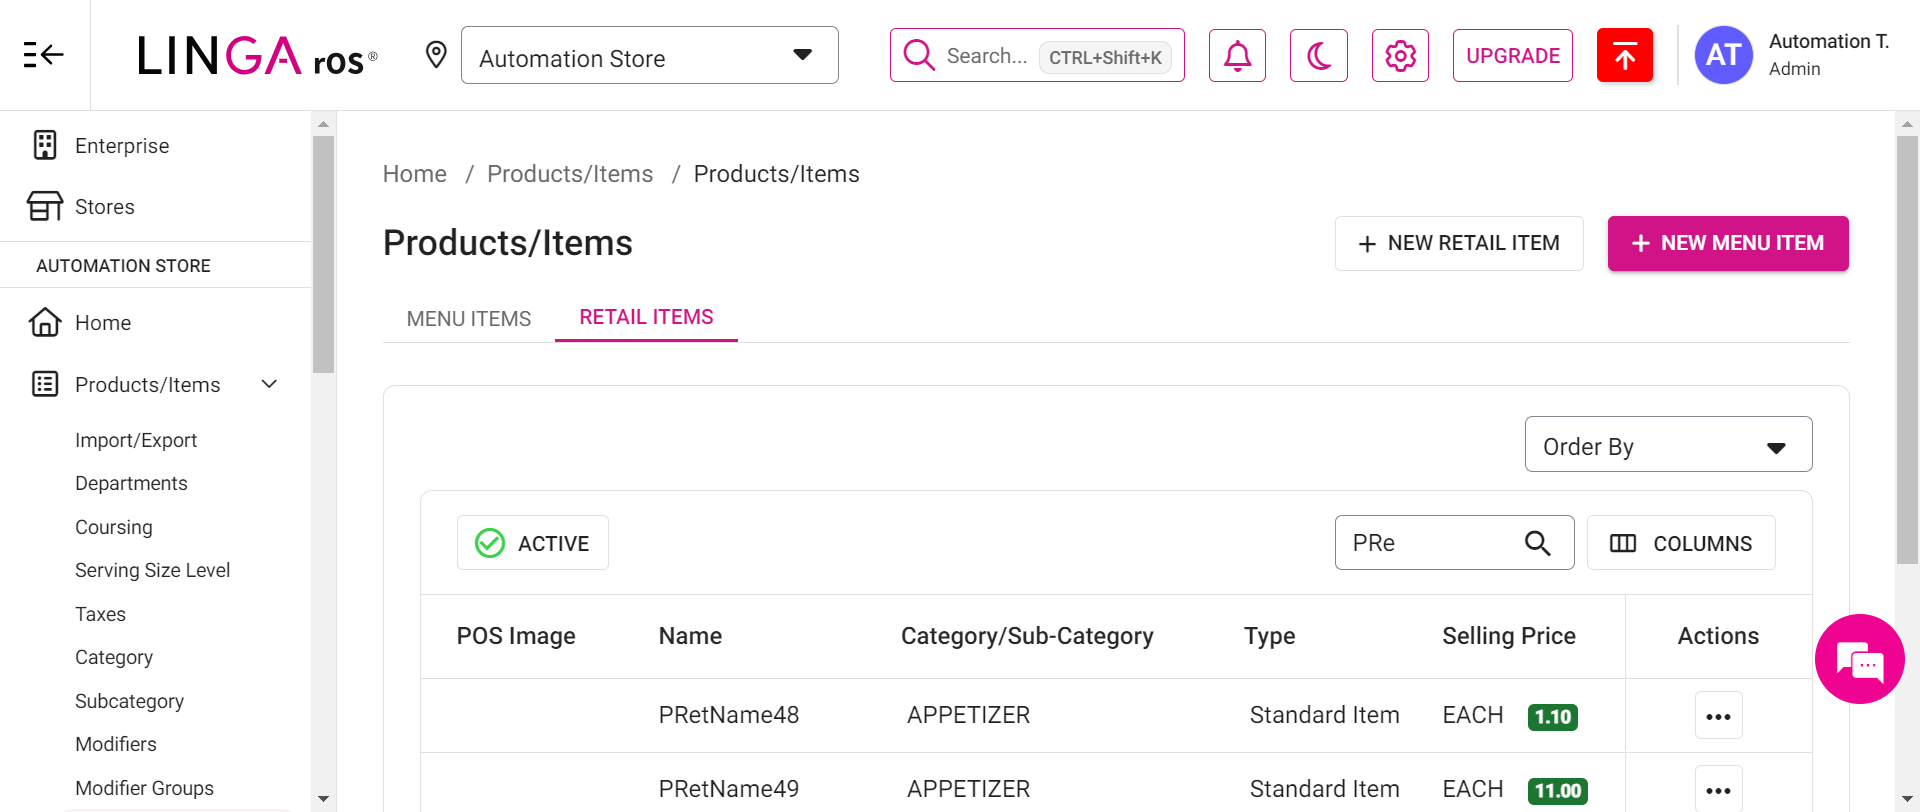 LINGA ros®
Automation Store
Search... CTRL+Shift+K
UPGRADE
AT
Automation T.
Admin
Enterprise
Stores
AUTOMATION STORE
Home
Products/Items
Import/Export
Departments
Coursing
Serving Size Level
Taxes
Category
Subcategory
Modifiers
Modifier Groups
Home / Products/Items / Products/Items
Products/Items
NEW RETAIL ITEM
NEW MENU ITEM
MENU ITEMS
RETAIL ITEMS
Order By
ACTIVE
PRe
COLUMNS
POS Image Name Category/Sub-Category Type Selling Price Actions
PRetName48 APPETIZER Standard Item EACH 1.10
PRetName49 APPETIZER Standard Item EACH 11.00